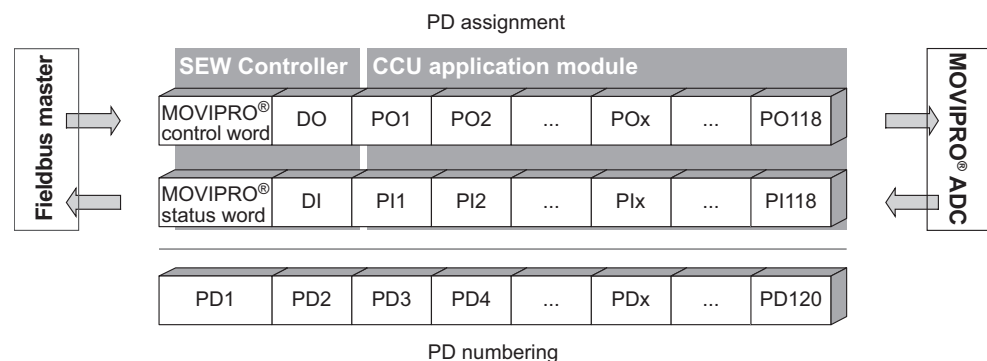 PD assignment
Fieldbus master
SEW Controller CCU application module
MOVIPRO® control word DO PO1 PO2 ... POx ... PO118
MOVIPRO® status word DI PI1 PI2 ... PIx ... PI118
MOVIPRO® ADC
PD1 PD2 PD3 PD4 ... PDx ... PD120
PD numbering